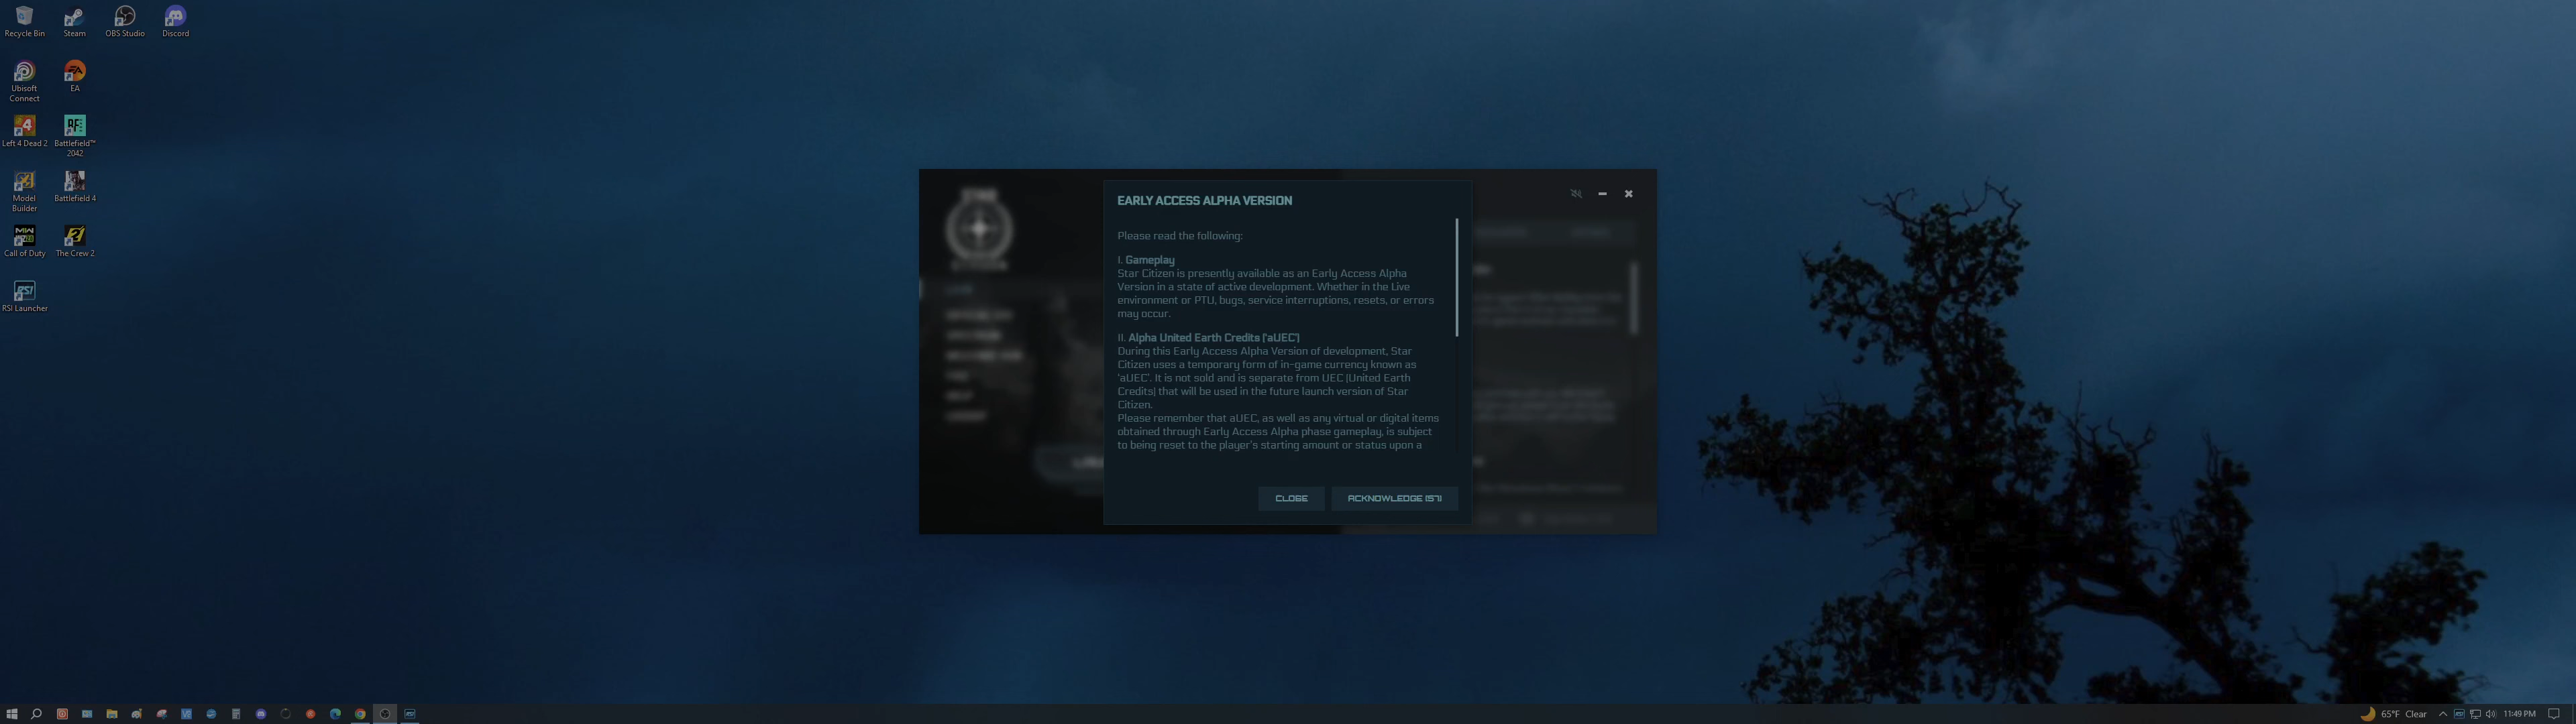 Recycle Bin
Steam
OBS Studio
Discord
Ubisoft
Connect
EA
Left 4 Dead 2
Battlefield™
2042
Model
Builder
Battlefield 4
Call of Duty
The Crew 2
RSI Launcher
EARLY ACCESS ALPHA VERSION
Please read the following:
I. Gameplay
Star Citizen is presently available as an Early Access Alpha
Version in a state of active development. Whether in the Live
environment or PTU, bugs, service interruptions, resets, or errors
may occur.
II. Alpha United Earth Credits ('aUEC')
During this Early Access Alpha Version of development, Star
Citizen uses a temporary form of in-game currency known as
'aUEC'. It is not sold and is separate from UEC (United Earth
Credits) that will be used in the future launch version of Star
Citizen.
Please remember that aUEC, as well as any virtual or digital items
obtained through Early Access Alpha phase gameplay, is subject
to being reset to the player's starting amount or status upon a
CLOSE
ACKNOWLEDGE (57)
65°F Clear
11:49 PM